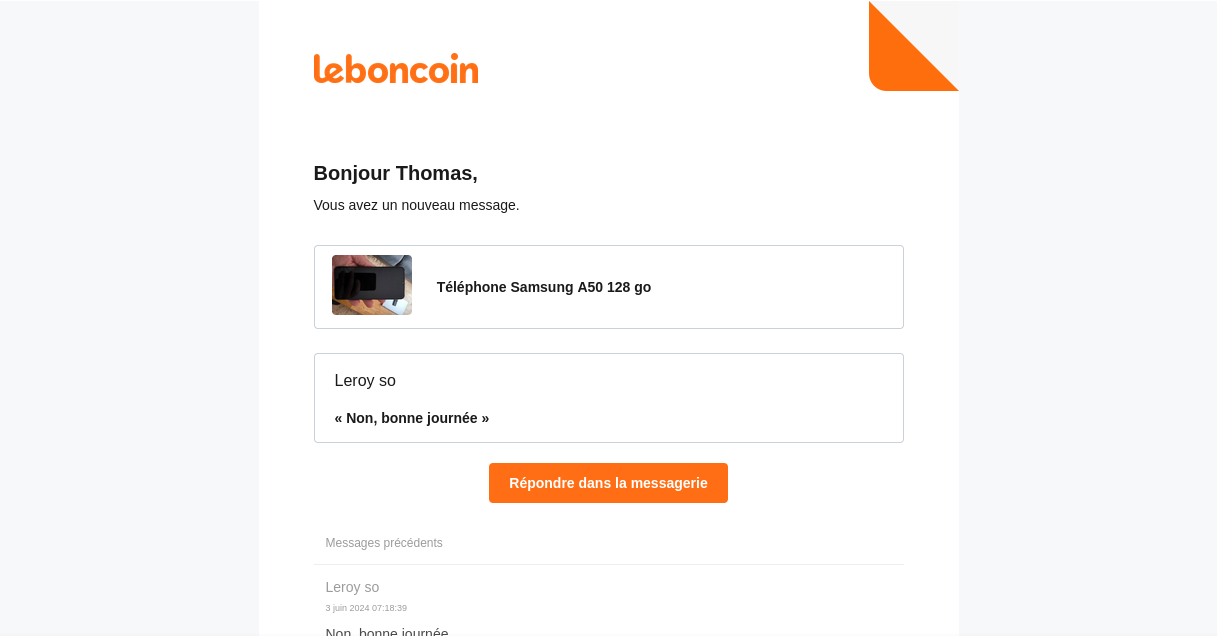 leboncoin
Bonjour Thomas,
Vous avez un nouveau message.
Téléphone Samsung A50 128 go
Leroy so
« Non, bonne journée »
Répondre dans la messagerie
Messages précédents
Leroy so
3 juin 2024 07:18:39
Non, bonne journée